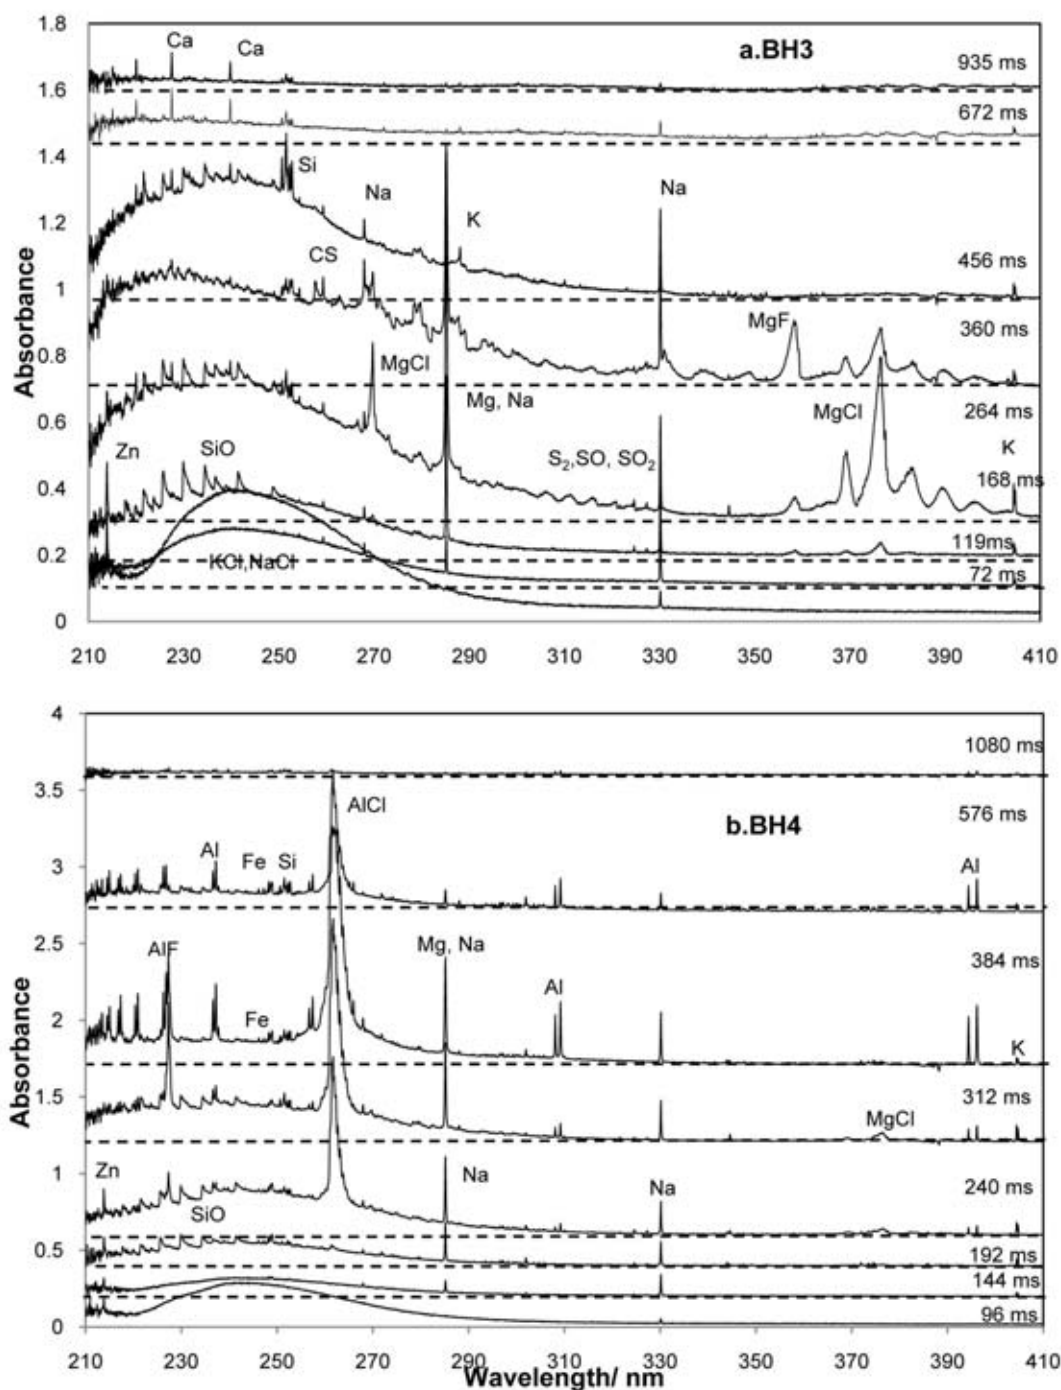 1.8
a.BH3
Ca
Ca
935 ms
1.6
672 ms
1.4
Si
Na
K
Na
1.2
CS
456 ms
1
MgF
360 ms
0.8
MgCl
Mg, Na
MgCl
264 ms
0.6
Zn
SiO
S2,SO, SO2
K
168 ms
0.4
119ms
0.2
KCl,NaCl
72 ms
0
Absorbance
210 230 250 270 290 310 330 350 370 390 410
4
1080 ms
3.5
AlCl
b.BH4
576 ms
Al
Fe
Si
Al
3
2.5
AlF
Mg, Na
384 ms
Al
2
Fe
K
1.5
312 ms
MgCl
1
Zn
Na
Na
240 ms
SiO
0.5
192 ms
144 ms
96 ms
0
Absorbance
210 230 250 270 290 310 330 350 370 390 410
Wavelength/ nm